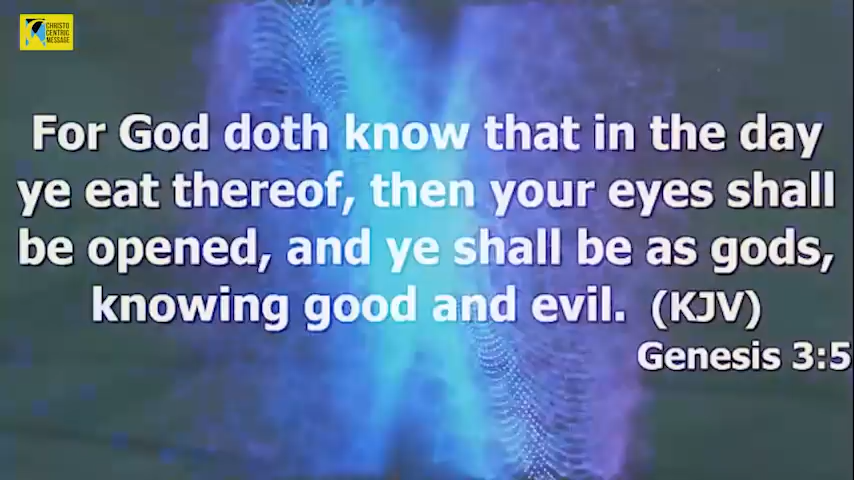 CHRISTO
CENTRIC
MESSAGE
For God doth know that in the day
ye eat thereof, then your eyes shall
be opened, and ye shall be as gods,
knowing good and evil. (KJV)
Genesis 3:5